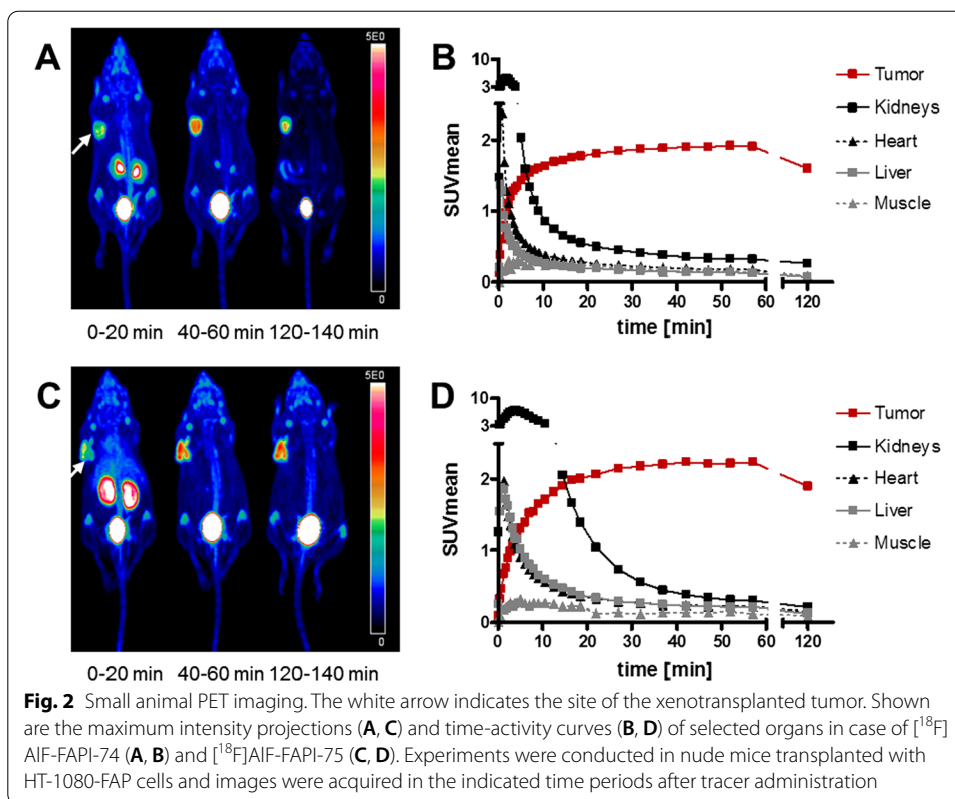 A
5E0
0
0-20 min 40-60 min 120-140 min
B
10
3
2
1
0
SUVmean
0 10 20 30 40 50 60 120
time [min]
Tumor
Kidneys
Heart
Liver
Muscle
C
5E0
0
0-20 min 40-60 min 120-140 min
D
10
3
2
1
0
SUVmean
0 10 20 30 40 50 60 120
time [min]
Tumor
Kidneys
Heart
Liver
Muscle
Fig. 2 Small animal PET imaging. The white arrow indicates the site of the xenotransplanted tumor. Shown
are the maximum intensity projections (A, C) and time-activity curves (B, D) of selected organs in case of [¹⁸F]
AlF-FAPI-74 (A, B) and [¹⁸F]AlF-FAPI-75 (C, D). Experiments were conducted in nude mice transplanted with
HT-1080-FAP cells and images were acquired in the indicated time periods after tracer administration